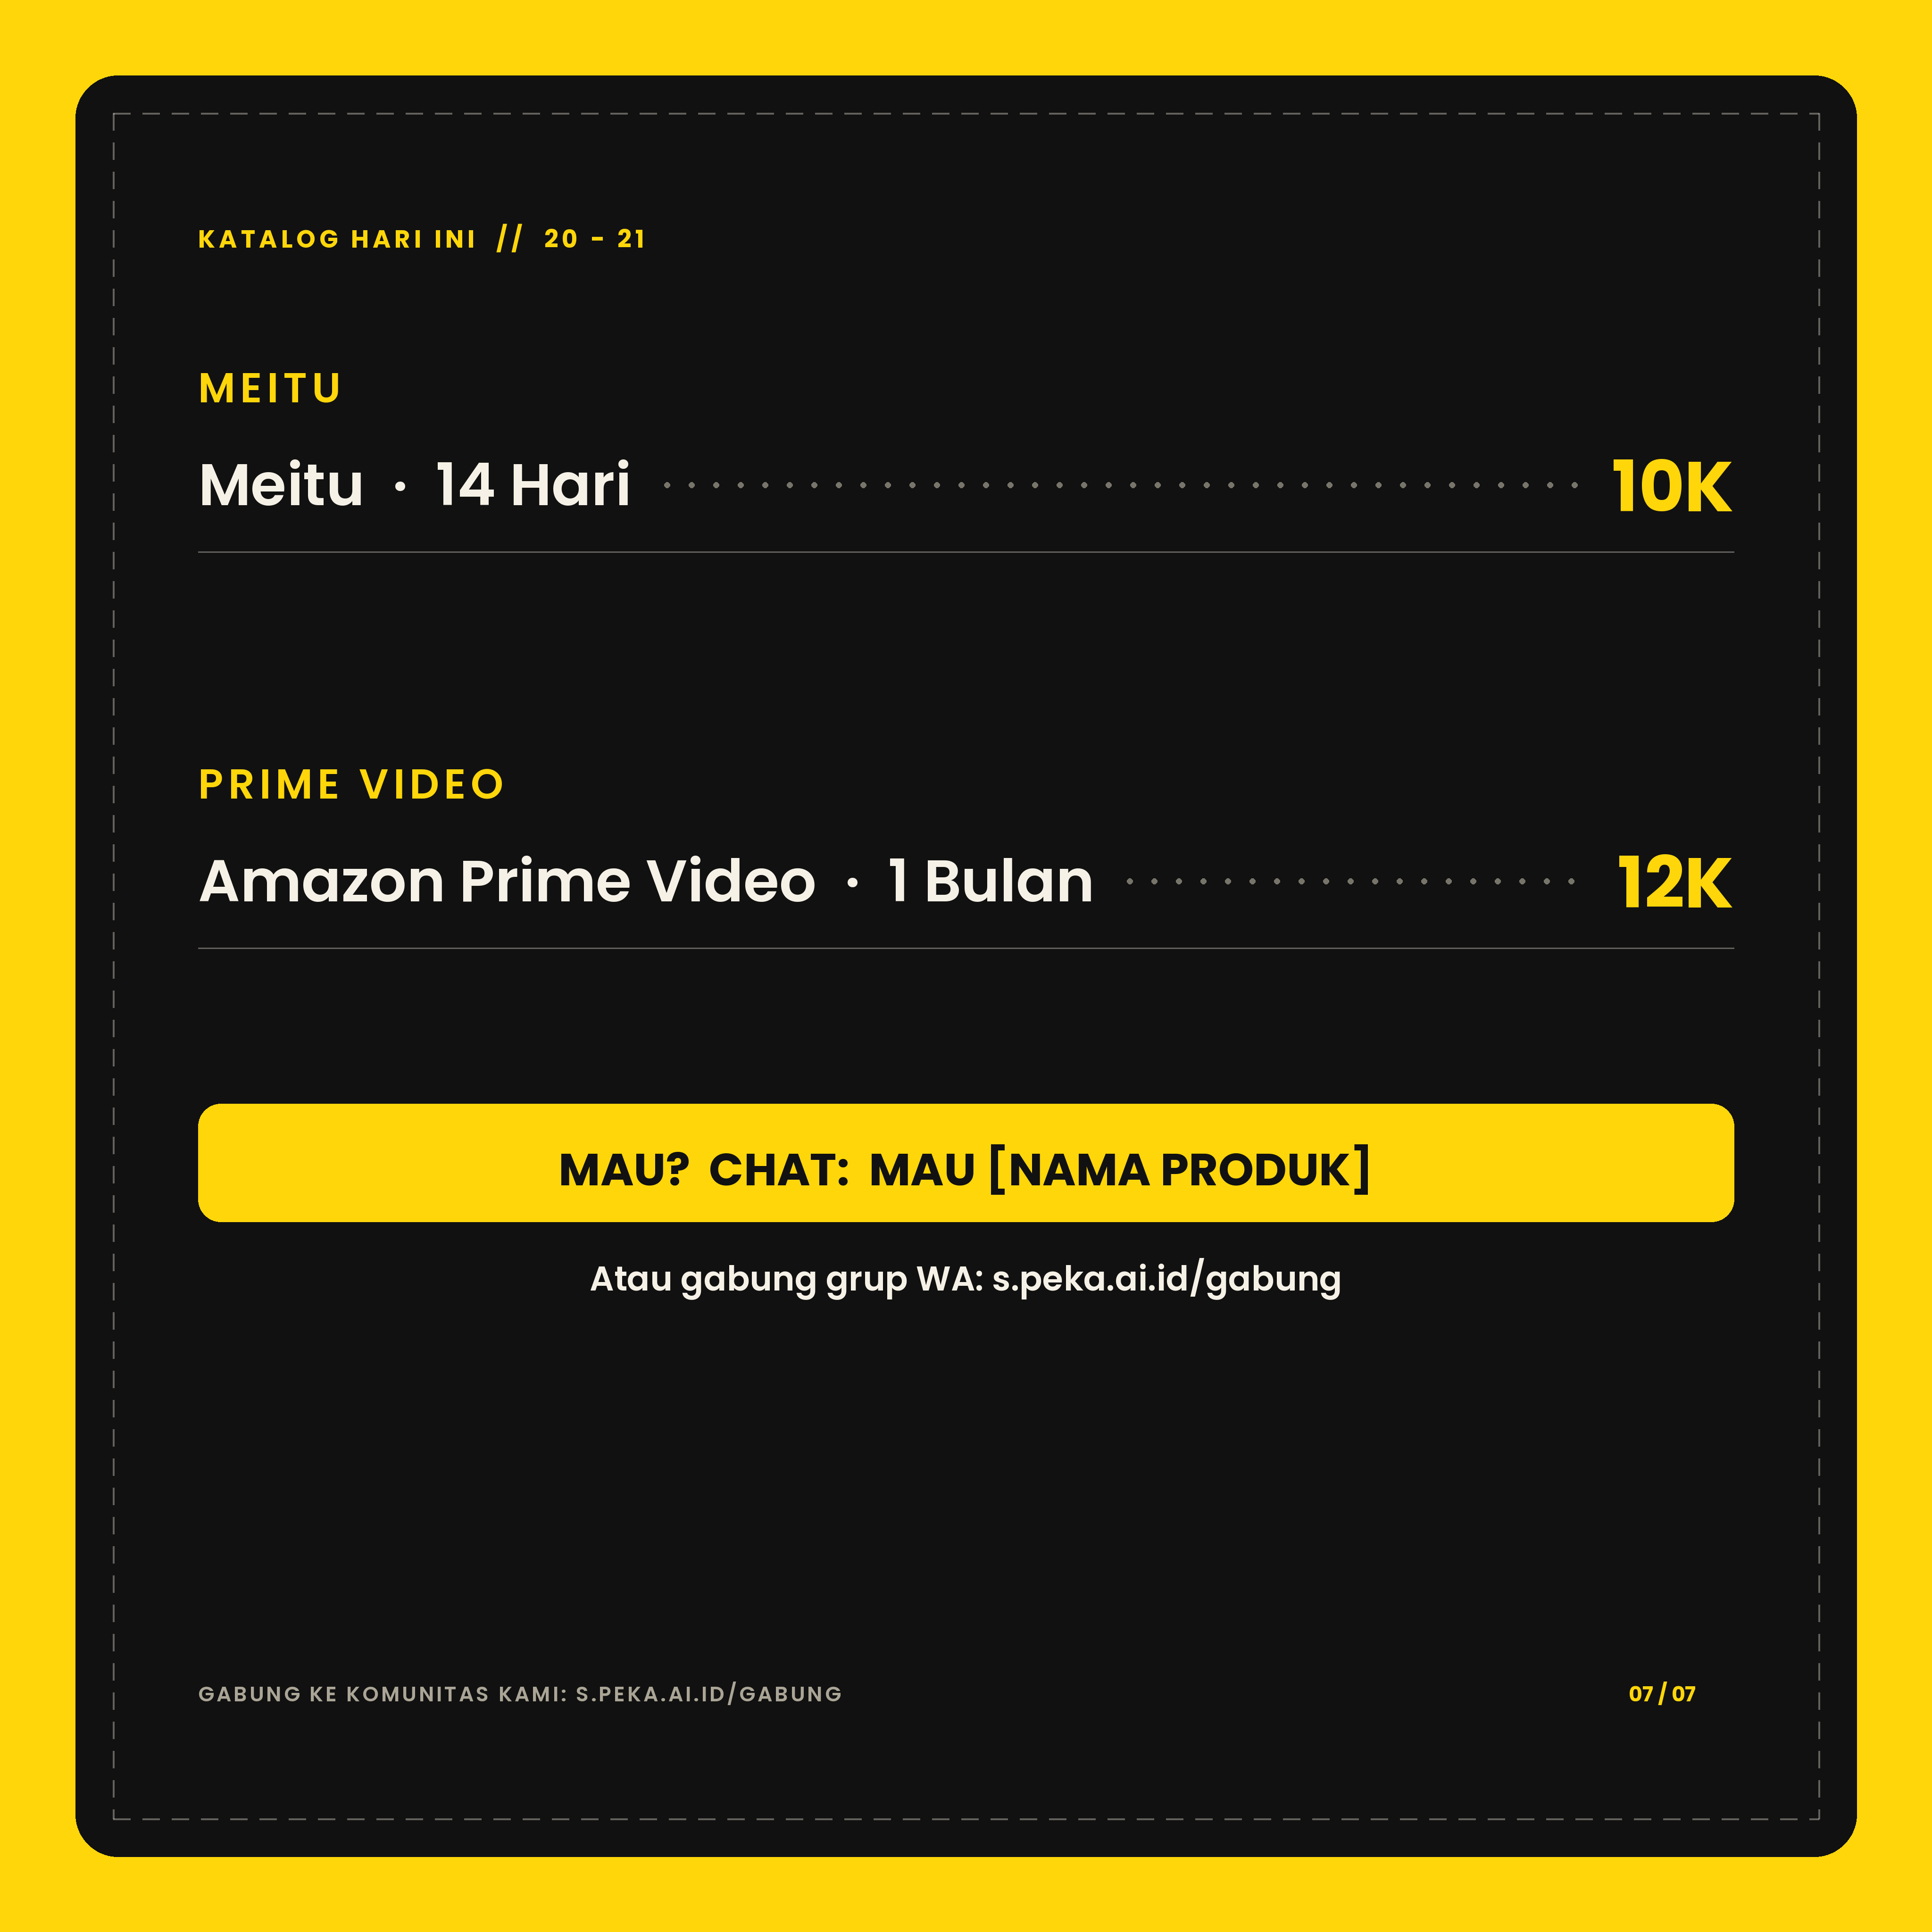 KATALOG HARI INI // 20 - 21
MEITU
Meitu · 14 Hari 10K
PRIME VIDEO
Amazon Prime Video · 1 Bulan 12K
MAU? CHAT: MAU [NAMA PRODUK]
Atau gabung grup WA: s.peka.ai.id/gabung
GABUNG KE KOMUNITAS KAMI: S.PEKA.AI.ID/GABUNG 07 / 07